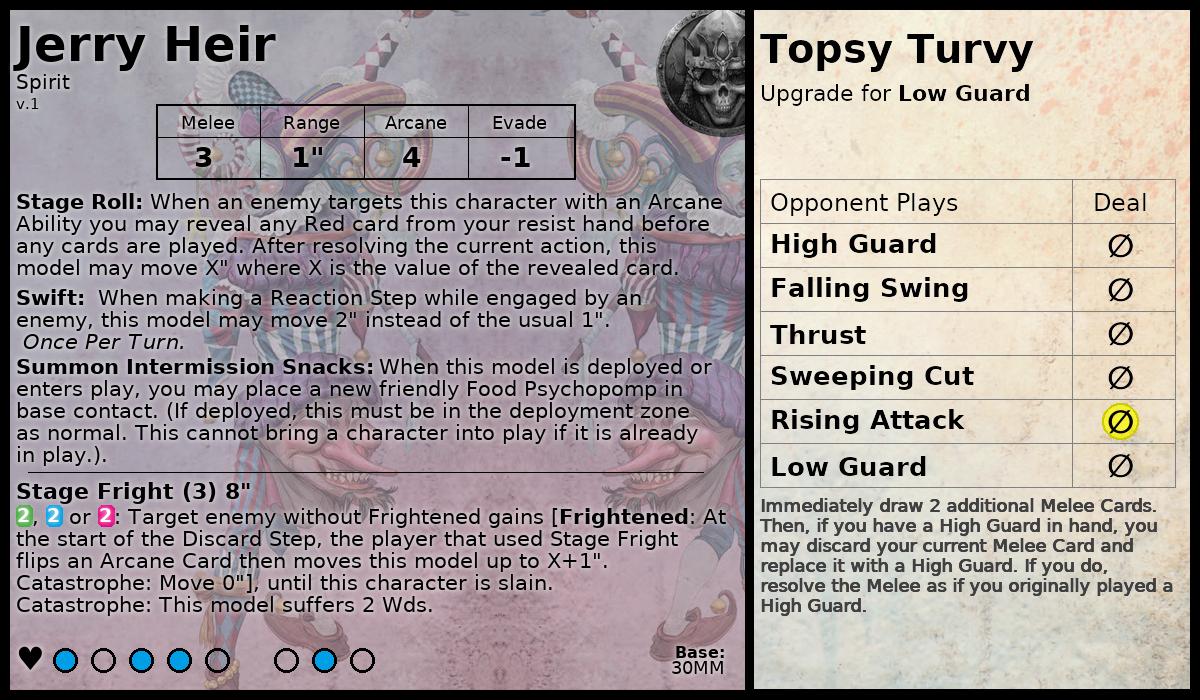 Jerry Heir
Spirit
v.1
Melee Range Arcane Evade
3 1" 4 -1
Stage Roll: When an enemy targets this character with an Arcane
Ability you may reveal any Red card from your resist hand before
any cards are played. After resolving the current action, this
model may move X" where X is the value of the revealed card.
Swift: When making a Reaction Step while engaged by an
enemy, this model may move 2" instead of the usual 1".
Once Per Turn.
Summon Intermission Snacks: When this model is deployed or
enters play, you may place a new friendly Food Psychopomp in
base contact. (If deployed, this must be in the deployment zone
as normal. This cannot bring a character into play if it is already
in play.).
Stage Fright (3) 8"
2, 2 or 2: Target enemy without Frightened gains [Frightened: At
the start of the Discard Step, the player that used Stage Fright
flips an Arcane Card then moves this model up to X+1".
Catastrophe: Move 0"], until this character is slain.
Catastrophe: This model suffers 2 Wds.
Base:
30MM
Topsy Turvy
Upgrade for Low Guard
Opponent Plays Deal
High Guard ∅
Falling Swing ∅
Thrust ∅
Sweeping Cut ∅
Rising Attack ∅
Low Guard ∅
Immediately draw 2 additional Melee Cards.
Then, if you have a High Guard in hand, you
may discard your current Melee Card and
replace it with a High Guard. If you do,
resolve the Melee as if you originally played a
High Guard.